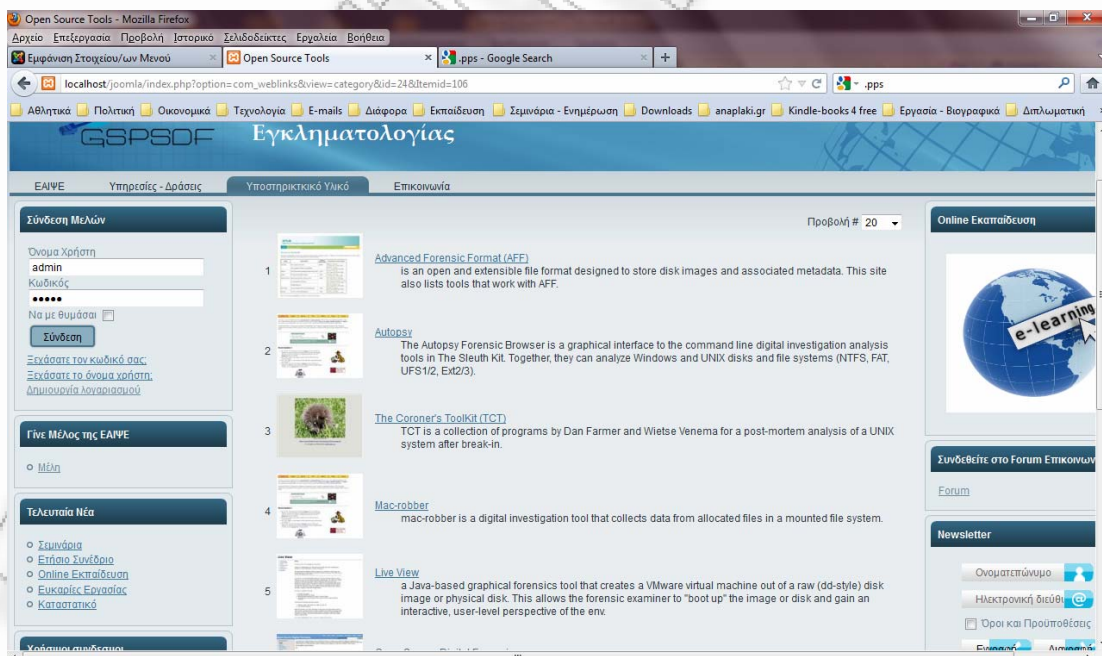 Open Source Tools - Mozilla Firefox
Αρχείο Επεξεργασία Προβολή Ιστορικό Σελιδοδείκτες Εργαλεία Βοήθεια
Εμφάνιση Στοιχείου/ων Μενού
Open Source Tools
.pps - Google Search
localhost/joomla/index.php?option=com_weblinks&view=category&id=24&Itemid=106
.pps
Αθλητικά Πολιτική Οικονομικά Τεχνολογία E-mails Διάφορα Εκπαίδευση Σεμινάρια - Ενημέρωση Downloads anaplaki.gr Kindle-books 4 free Εργασία - Βιογραφικά Διπλωματική
GSPSDF
Εγκληματολογίας
ΕΑΙΨΕ Υπηρεσίες - Δράσεις Υποστηρικτκικό Υλικό Επικοινωνία
Σύνδεση Μελών
Όνομα Χρήστη
admin
Κωδικός
Να με θυμάσαι
Σύνδεση
Ξεχάσατε τον κωδικό σας;
Ξεχάσατε το όνομα χρήστη;
Δημιουργία λογαριασμού
Γίνε Μέλος της ΕΑΙΨΕ
Μέλη
Τελευταία Νέα
Σεμινάρια
Ετήσιο Συνέδριο
Online Εκπαίδευση
Ευκαρίες Εργασίας
Καταστατικό
Χρήσιμοι συνδεσμοι
Προβολή # 20
1
Advanced Forensic Format (AFF)
is an open and extensible file format designed to store disk images and associated metadata. This site
also lists tools that work with AFF.
2
Autopsy
The Autopsy Forensic Browser is a graphical interface to the command line digital investigation analysis
tools in The Sleuth Kit. Together, they can analyze Windows and UNIX disks and file systems (NTFS, FAT,
UFS1/2, Ext2/3).
3
The Coroner's ToolKit (TCT)
TCT is a collection of programs by Dan Farmer and Wietse Venema for a post-mortem analysis of a UNIX
system after break-in.
4
Mac-robber
mac-robber is a digital investigation tool that collects data from allocated files in a mounted file system.
5
Live View
a Java-based graphical forensics tool that creates a VMware virtual machine out of a raw (dd-style) disk
image or physical disk. This allows the forensic examiner to "boot up" the image or disk and gain an
interactive, user-level perspective of the env.
Online Εκαπαίδευση
e-learning
Συνδεθείτε στο Forum Επικοινων
Forum
Newsletter
Ονοματεπώνυμο
Ηλεκτρονική διεύθυ
Όροι και Προϋποθέσεις